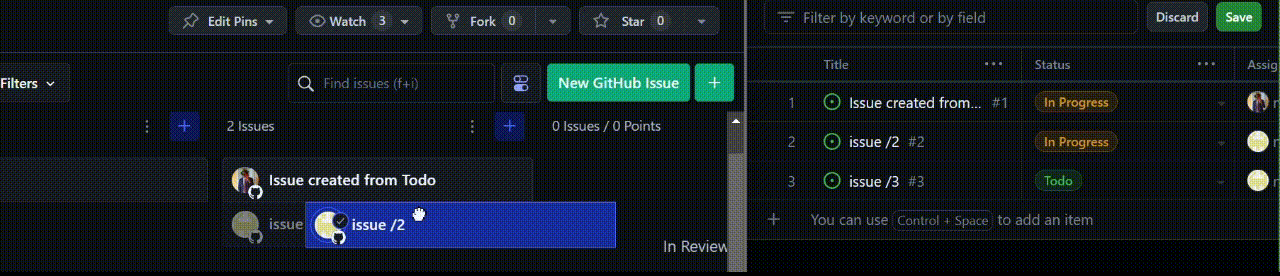 Edit Pins
Watch 3
Fork 0
Star 0
Filters
Find issues (f+i)
New GitHub Issue
+
+
2 Issues
+
0 Issues / 0 Points
Issue created from Todo
issue
issue /2
In Review
Filter by keyword or by field
Discard
Save
Title
Status
Assig
1
Issue created from... #1
In Progress
2
issue /2 #2
In Progress
3
issue /3 #3
Todo
+
You can use Control + Space to add an item